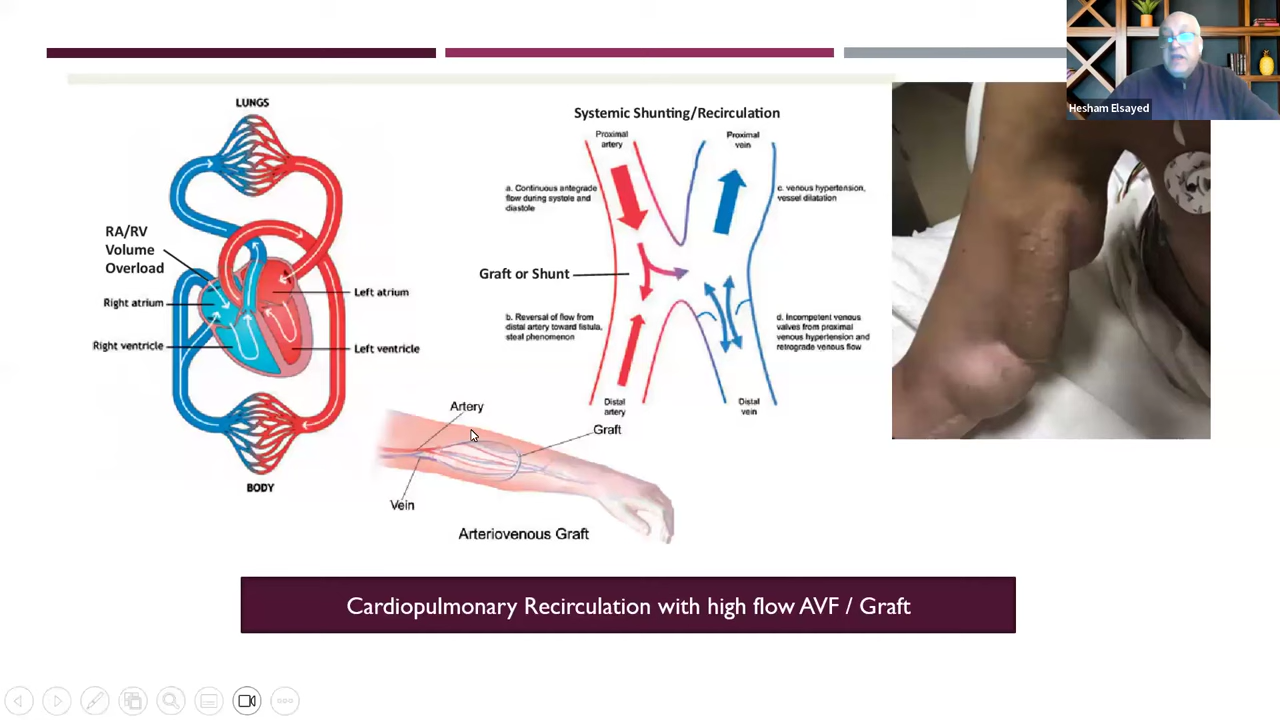 Hesham Elsayed
LUNGS
RA/RV
Volume
Overload
Right atrium
Right ventricle
Left atrium
Left ventricle
BODY
Systemic Shunting/Recirculation
Proximal
artery
Proximal
vein
a. Continuous antegrade
flow during systole and
diastole
c. venous hypertension,
vessel dilatation
Graft or Shunt
b. Reversal of flow from
distal artery toward fistula,
steal phenomenon
d. Incompetent venous
valves from proximal
venous hypertension and
retrograde venous flow
Distal
artery
Distal
vein
Artery
Graft
Vein
Arteriovenous Graft
Cardiopulmonary Recirculation with high flow AVF / Graft